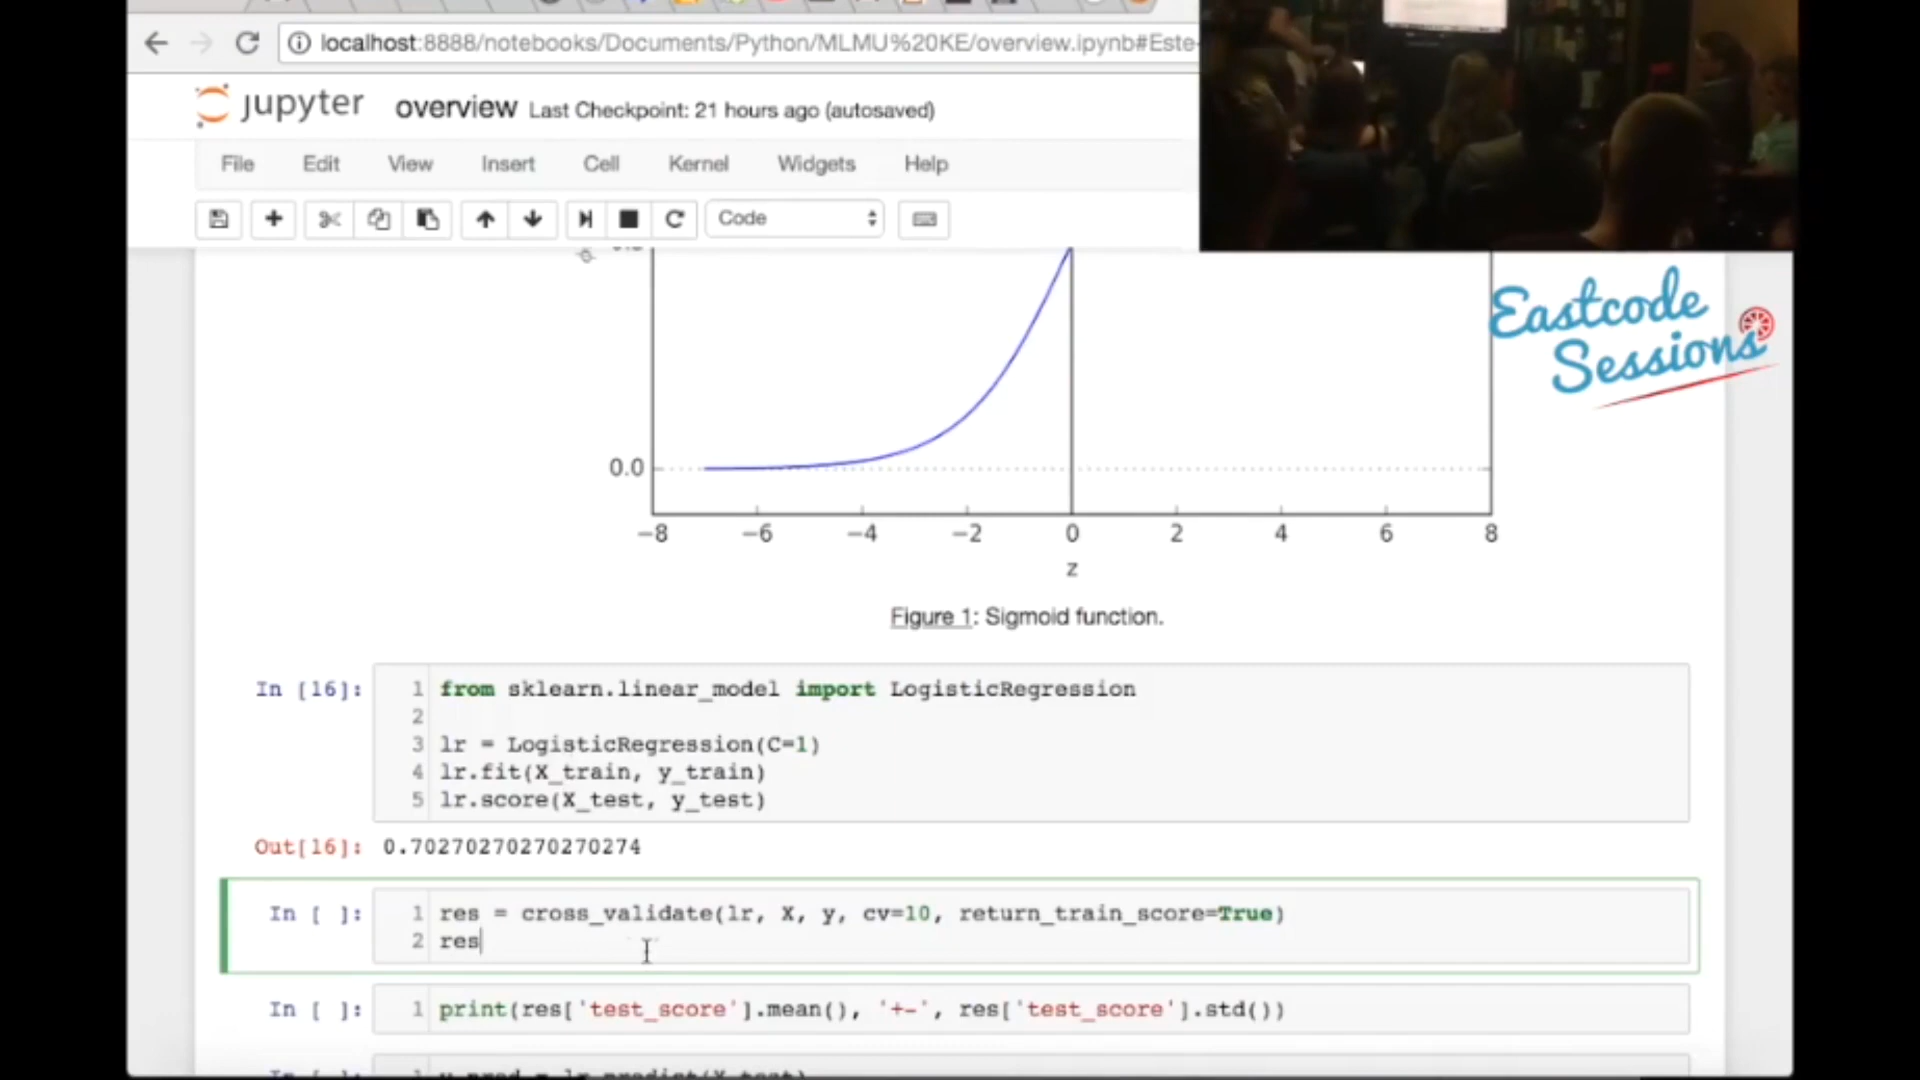 localhost:8888/notebooks/Documents/Python/MLMU%20KE/overview.ipynb#Este-
jupyter overview Last Checkpoint: 21 hours ago (autosaved)
File Edit View Insert Cell Kernel Widgets Help
Code
Eastcode
Sessions
0.0
−8 −6 −4 −2 0 2 4 6 8
z
Figure 1: Sigmoid function.
In [16]: 1 from sklearn.linear_model import LogisticRegression
2
3 lr = LogisticRegression(C=1)
4 lr.fit(X_train, y_train)
5 lr.score(X_test, y_test)
Out[16]: 0.70270270270270274
In [ ]: 1 res = cross_validate(lr, X, y, cv=10, return_train_score=True)
2 res
In [ ]: 1 print(res['test_score'].mean(), '+-', res['test_score'].std())